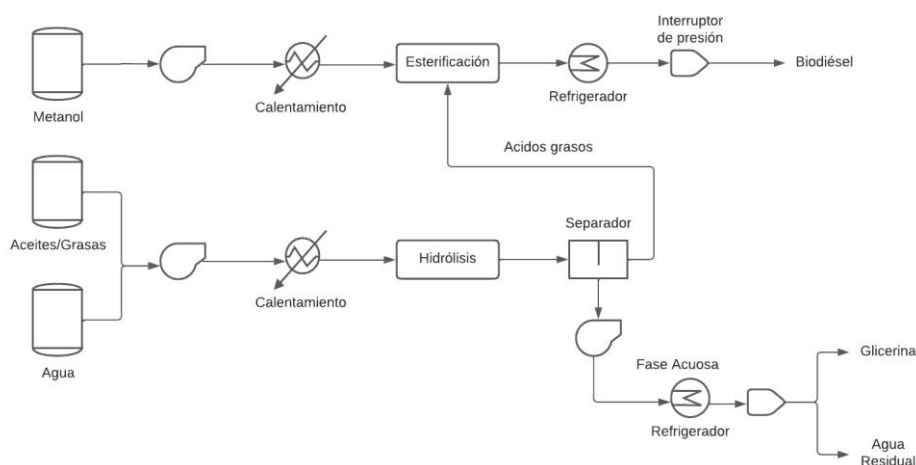 Interruptor
de presión
Esterificación
Biodiésel
Refrigerador
Calentamiento
Metanol
Acidos grasos
Separador
Aceites/Grasas
Hidrólisis
Calentamiento
Agua
Fase Acuosa
Glicerina
Refrigerador
Agua
Residual